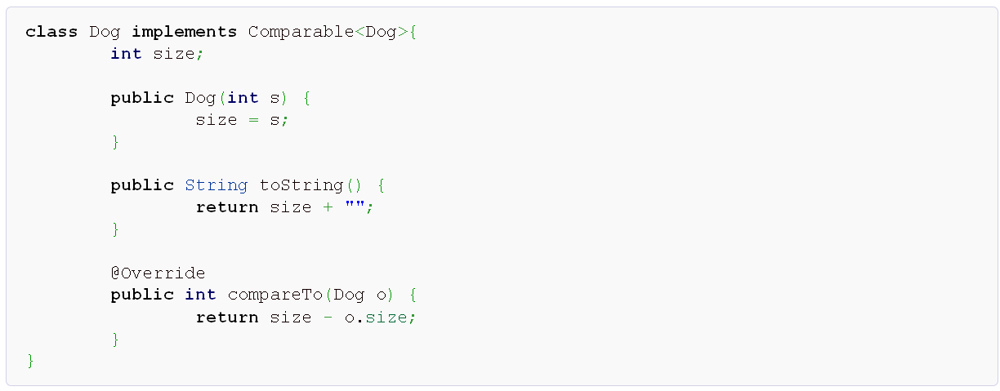 class Dog implements Comparable<Dog>{
int size;
public Dog(int s) {
size = s;
}
public String toString() {
return size + "";
}
@Override
public int compareTo(Dog o) {
return size - o.size;
}
}